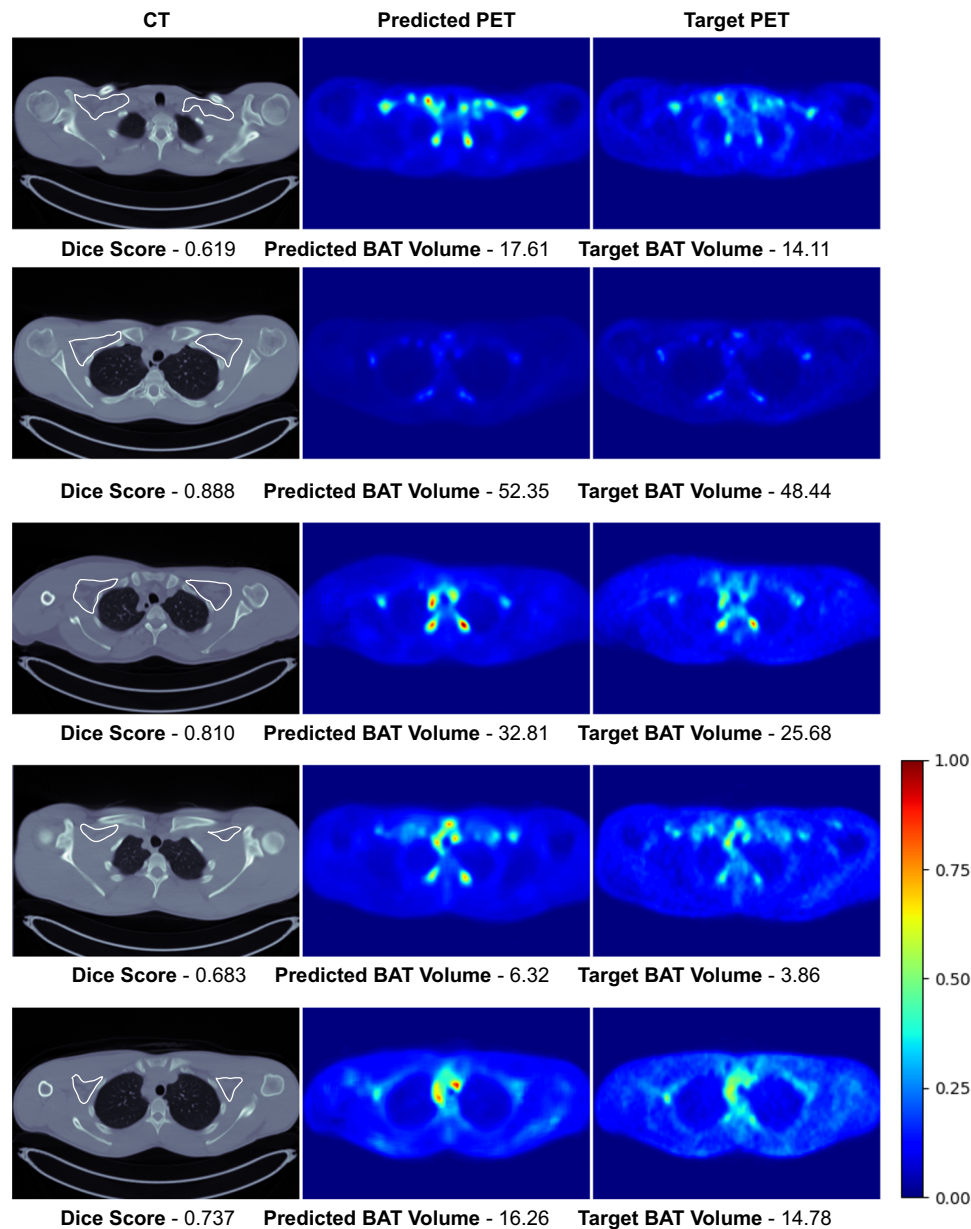 CT Predicted PET Target PET
Dice Score - 0.619 Predicted BAT Volume - 17.61 Target BAT Volume - 14.11
Dice Score - 0.888 Predicted BAT Volume - 52.35 Target BAT Volume - 48.44
Dice Score - 0.810 Predicted BAT Volume - 32.81 Target BAT Volume - 25.68
1.00
0.75
Dice Score - 0.683 Predicted BAT Volume - 6.32 Target BAT Volume - 3.86
0.50
0.25
0.00
Dice Score - 0.737 Predicted BAT Volume - 16.26 Target BAT Volume - 14.78